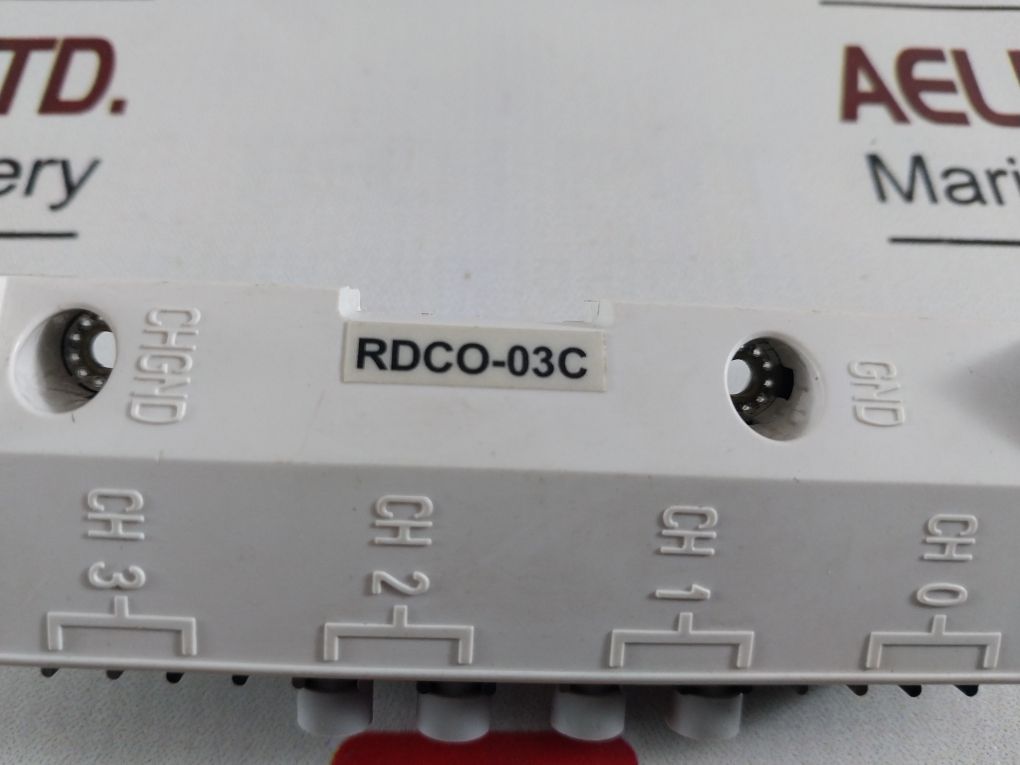 TD.
ery
AEL
Mari
CHGND
RDCO-03C
GND
CH 3
CH 2
CH 1
CH 0